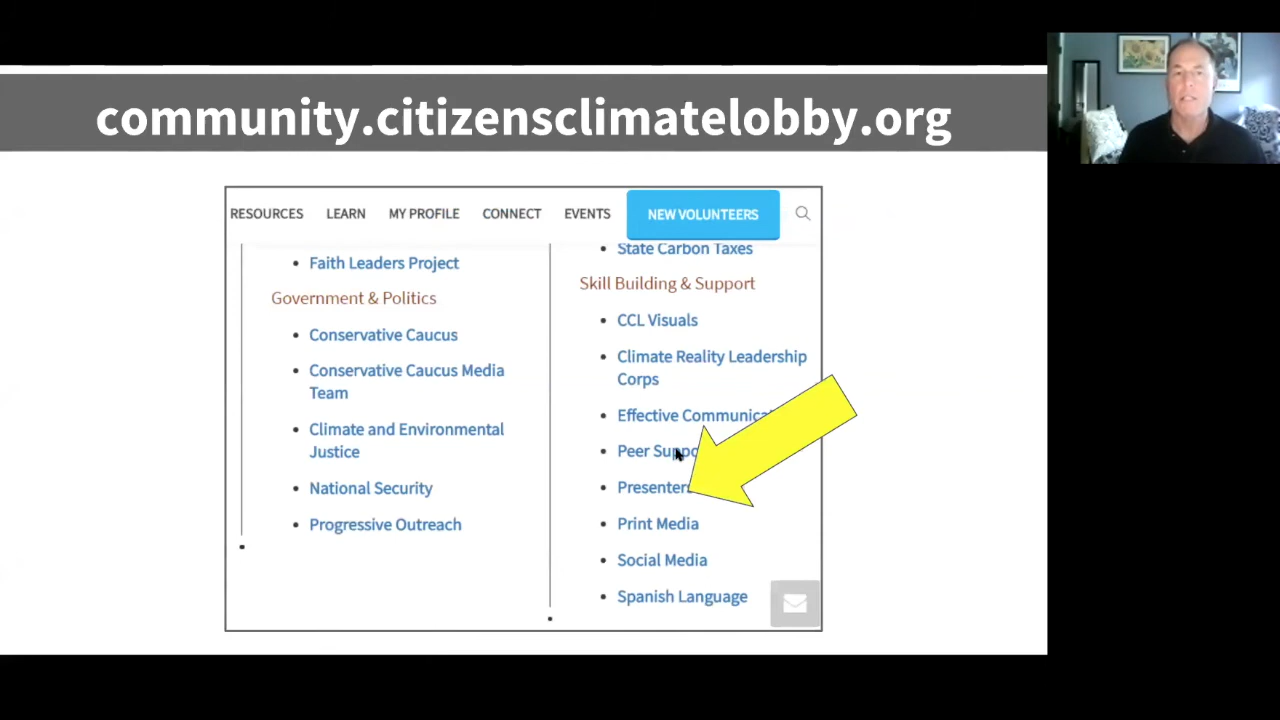 community.citizensclimatelobby.org
RESOURCES LEARN MY PROFILE CONNECT EVENTS NEW VOLUNTEERS
Faith Leaders Project
Government & Politics
Conservative Caucus
Conservative Caucus Media
Team
Climate and Environmental
Justice
National Security
Progressive Outreach
State Carbon Taxes
Skill Building & Support
CCL Visuals
Climate Reality Leadership
Corps
Effective
Peer
Print Media
Social Media
Spanish Language